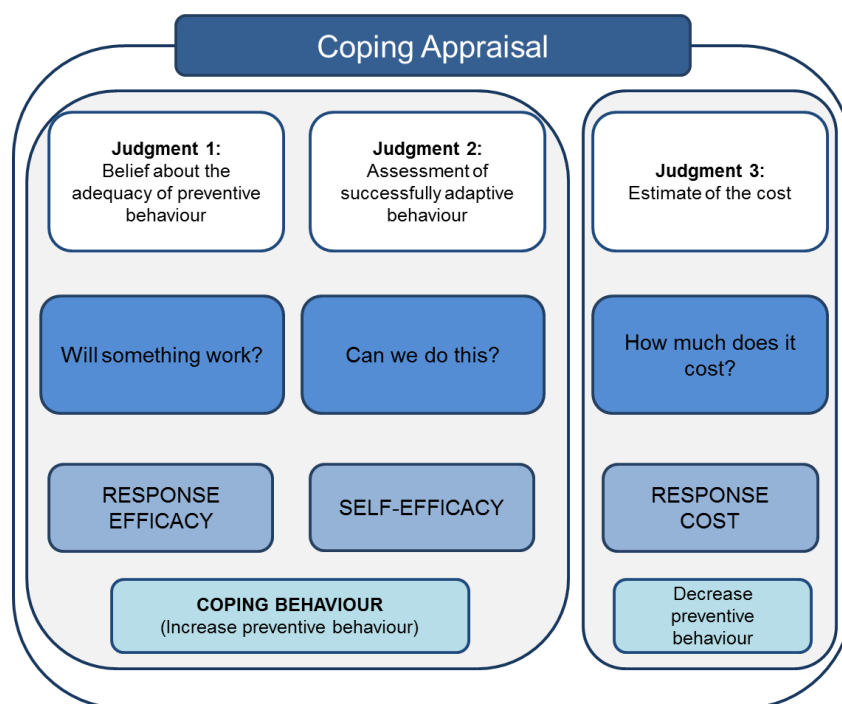 Coping Appraisal
Judgment 1:
Belief about the
adequacy of preventive
behaviour
Judgment 2:
Assessment of
successfully adaptive
behaviour
Judgment 3:
Estimate of the cost
Will something work?
Can we do this?
How much does it
cost?
RESPONSE
EFFICACY
SELF-EFFICACY
RESPONSE
COST
COPING BEHAVIOUR
(Increase preventive behaviour)
Decrease
preventive
behaviour